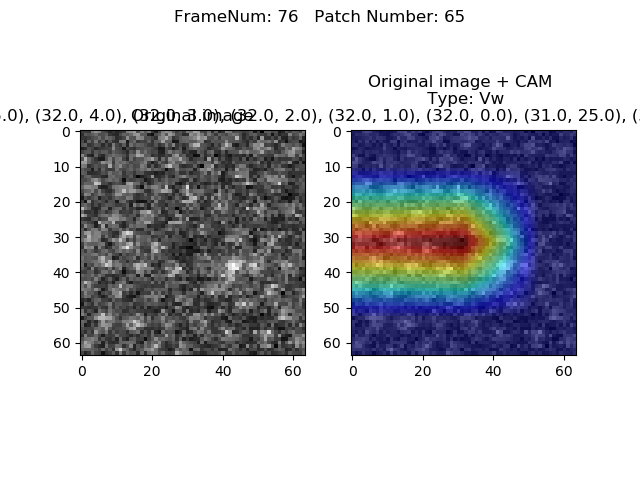 FrameNum: 76   Patch Number: 65
Original image + CAM
Type: Vw
.0), (32.0, 4.0), (32.0, 3.0), (32.0, 2.0), (32.0, 1.0), (32.0, 0.0), (31.0, 25.0), (
Original image
0
10
20
30
40
50
60
0 20 40 60
0
10
20
30
40
50
60
0 20 40 60